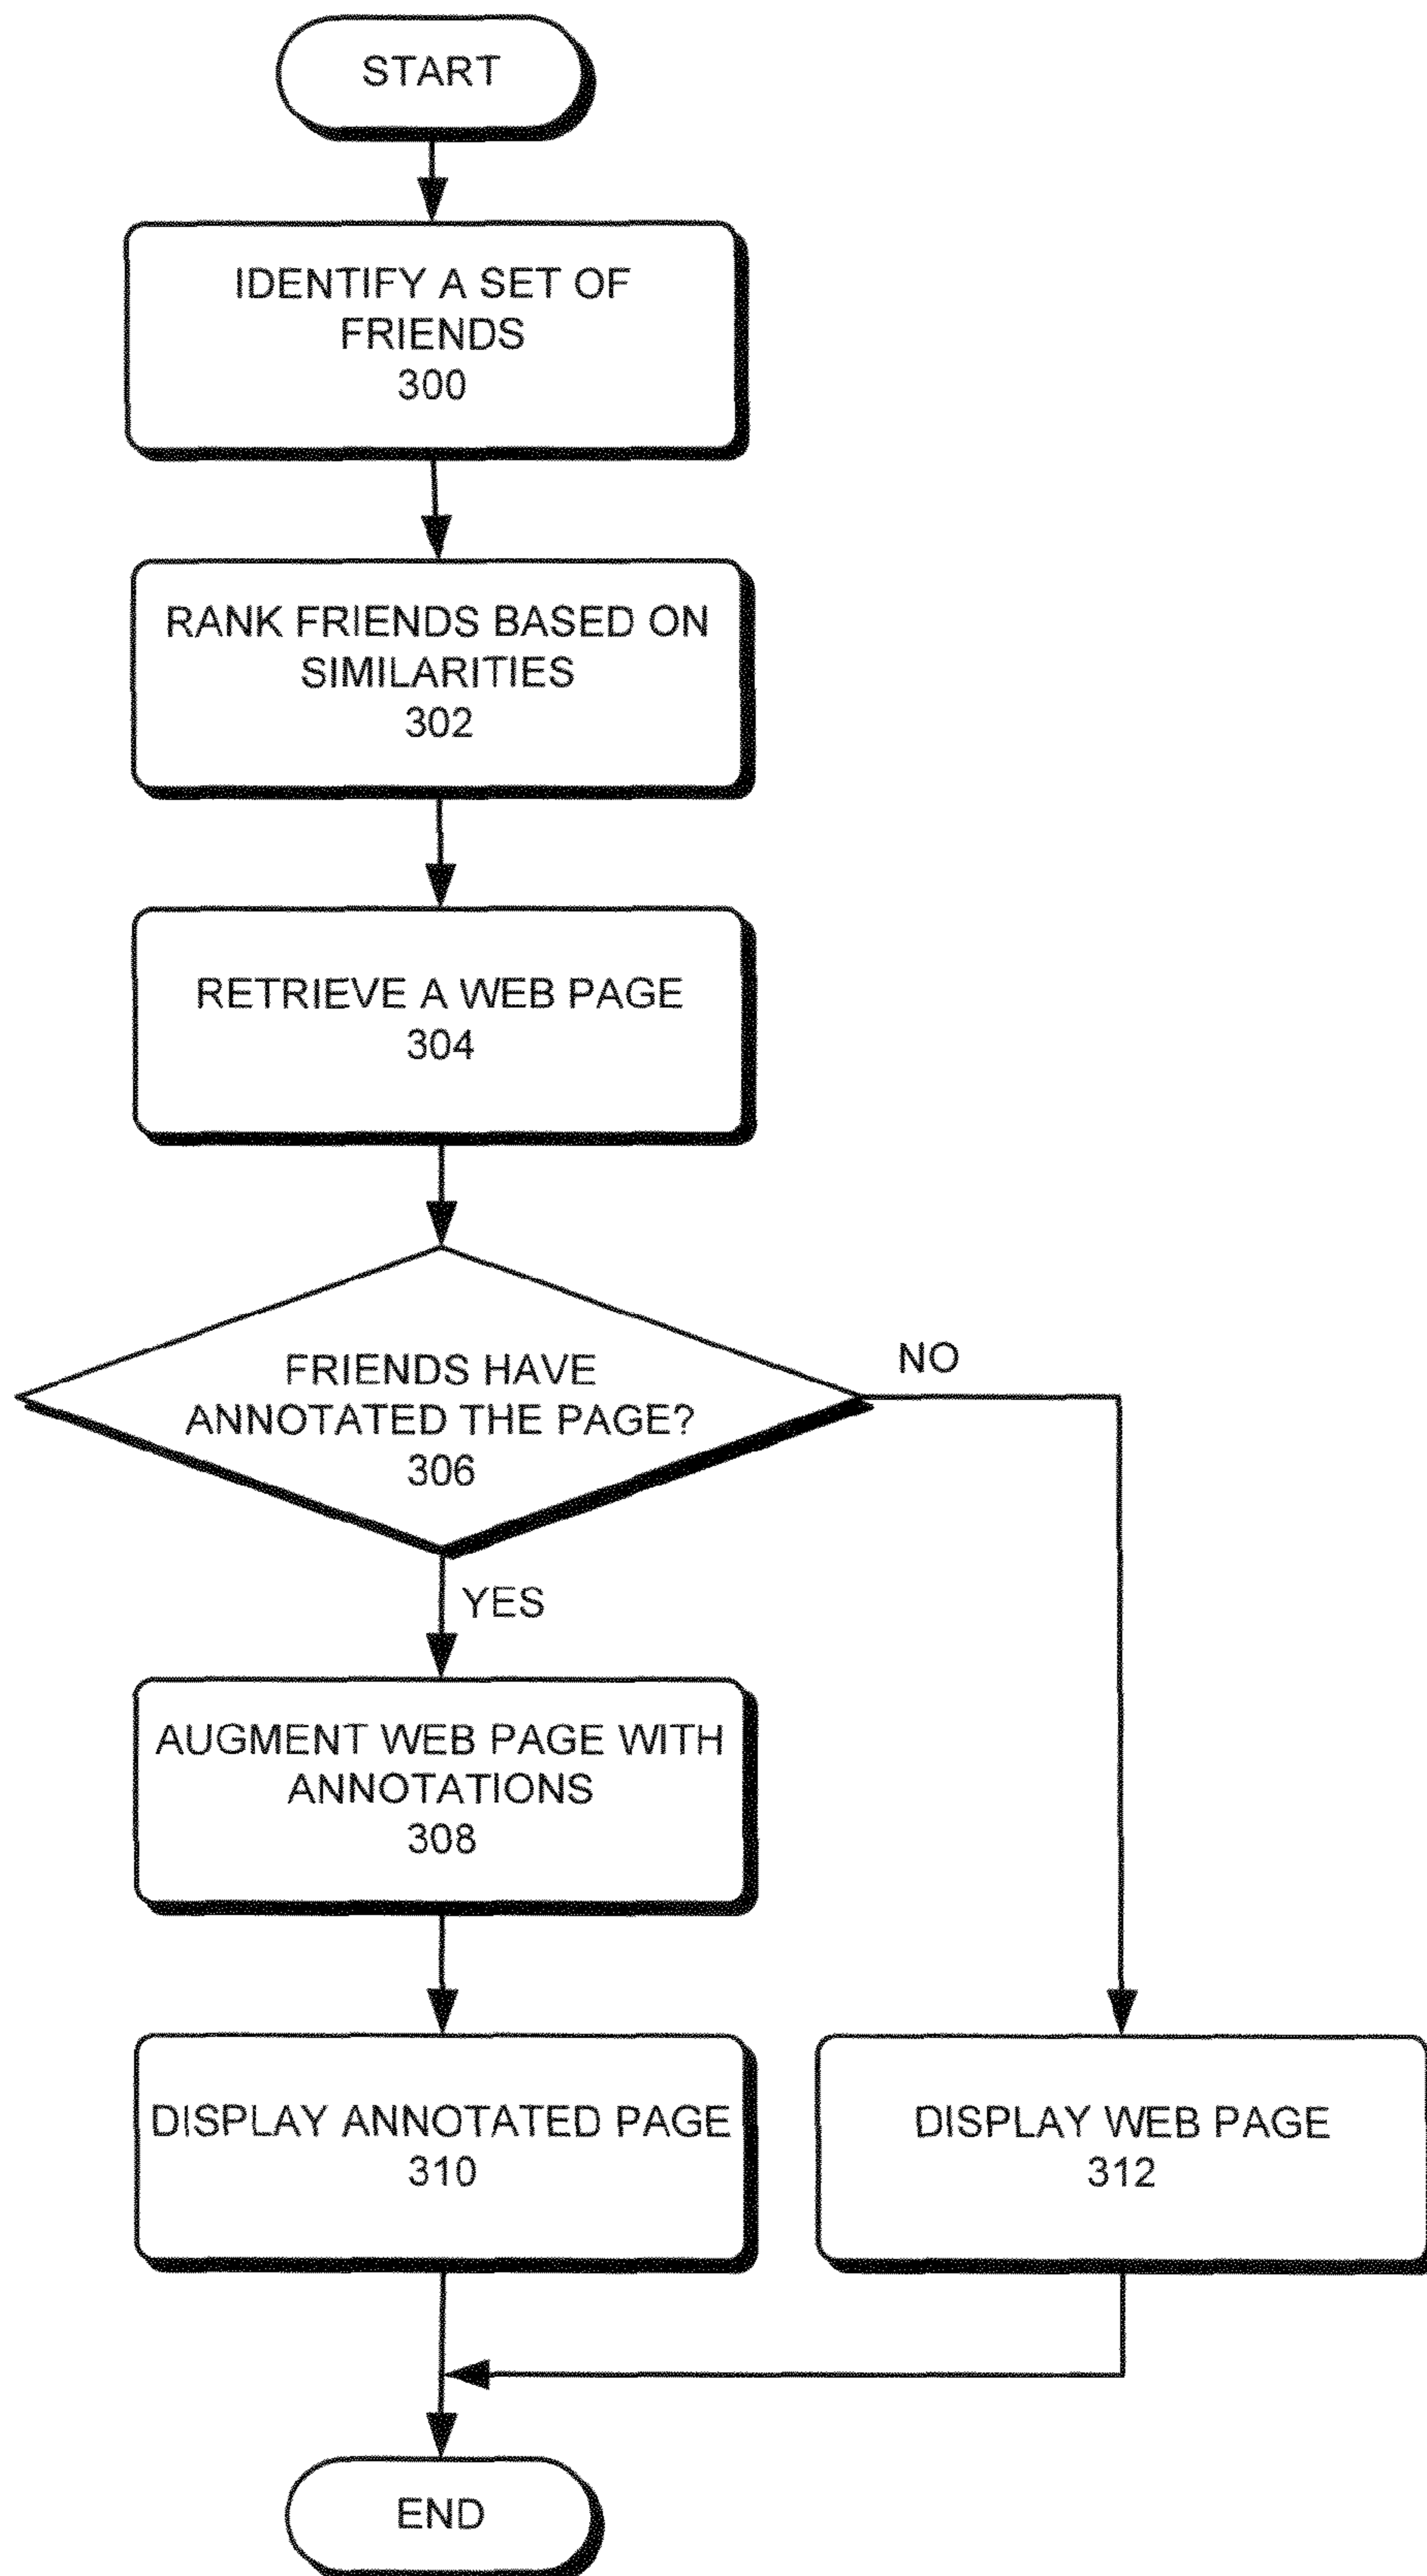 START
IDENTIFY A SET OF
FRIENDS
300
RANK FRIENDS BASED ON
SIMILARITIES
302
RETRIEVE A WEB PAGE
304
FRIENDS HAVE
ANNOTATED THE PAGE?
306
NO
YES
AUGMENT WEB PAGE WITH
ANNOTATIONS
308
DISPLAY ANNOTATED PAGE
310
DISPLAY WEB PAGE
312
END